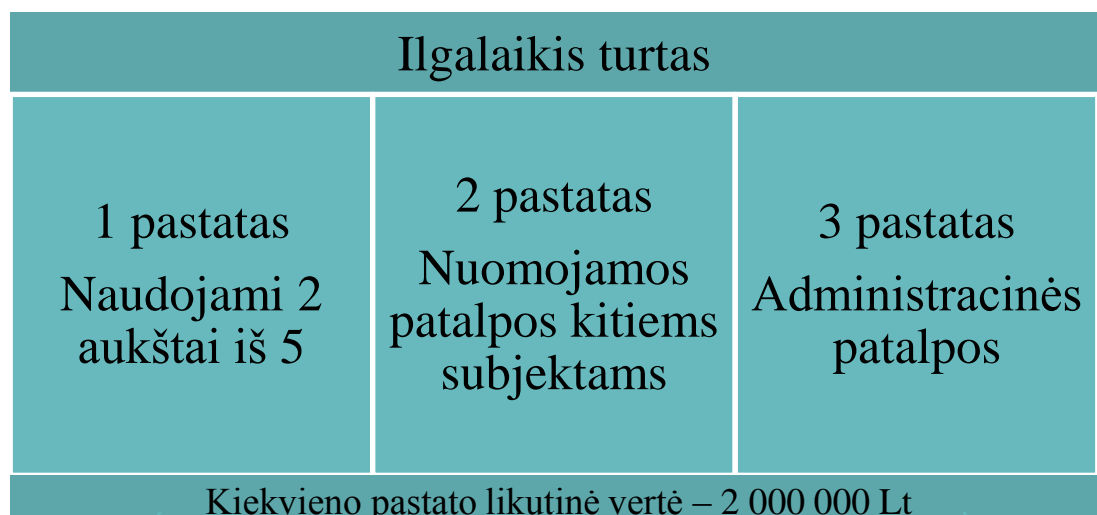 Ilgalaikis turtas
1 pastatas
Naudojami 2
aukštai iš 5
2 pastatas
Nuomojamos
patalpos kitiems
subjektams
3 pastatas
Administracinės
patalpos
Kiekvieno pastato likutinė vertė – 2 000 000 Lt